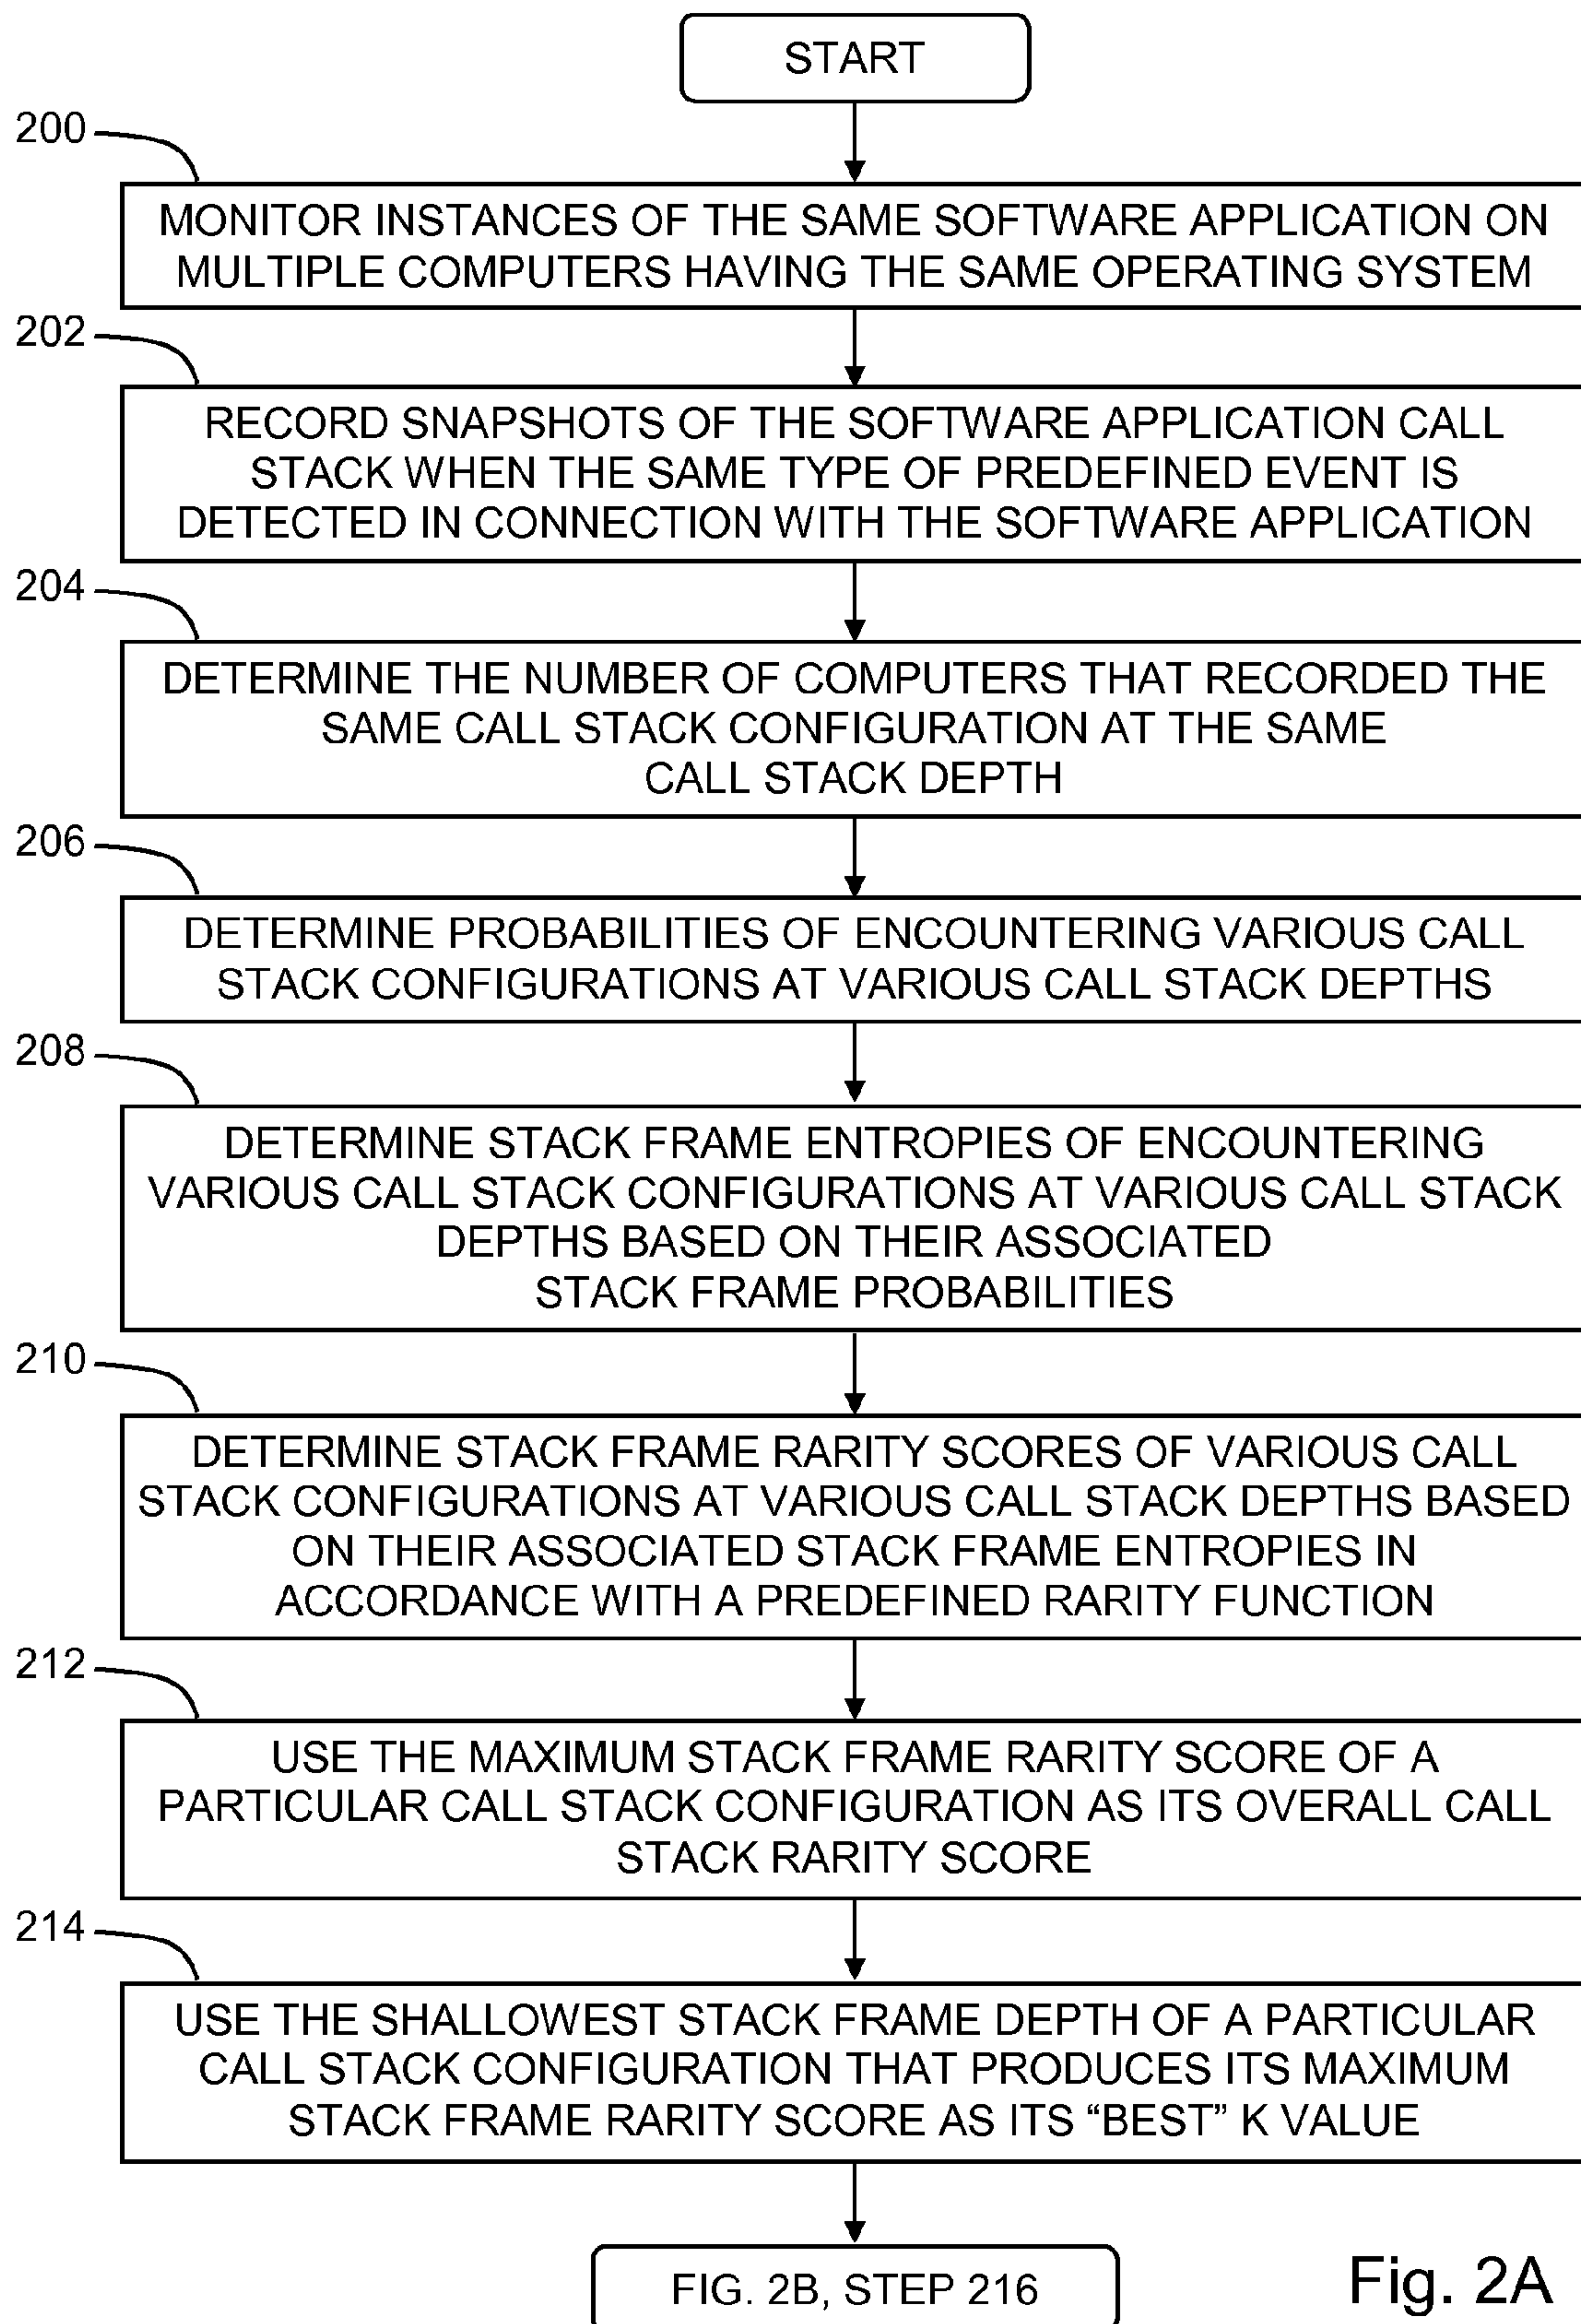 START
200
MONITOR INSTANCES OF THE SAME SOFTWARE APPLICATION ON
MULTIPLE COMPUTERS HAVING THE SAME OPERATING SYSTEM
202
RECORD SNAPSHOTS OF THE SOFTWARE APPLICATION CALL
STACK WHEN THE SAME TYPE OF PREDEFINED EVENT IS
DETECTED IN CONNECTION WITH THE SOFTWARE APPLICATION
204
DETERMINE THE NUMBER OF COMPUTERS THAT RECORDED THE
SAME CALL STACK CONFIGURATION AT THE SAME
CALL STACK DEPTH
206
DETERMINE PROBABILITIES OF ENCOUNTERING VARIOUS CALL
STACK CONFIGURATIONS AT VARIOUS CALL STACK DEPTHS
208
DETERMINE STACK FRAME ENTROPIES OF ENCOUNTERING
VARIOUS CALL STACK CONFIGURATIONS AT VARIOUS CALL STACK
DEPTHS BASED ON THEIR ASSOCIATED
STACK FRAME PROBABILITIES
210
DETERMINE STACK FRAME RARITY SCORES OF VARIOUS CALL
STACK CONFIGURATIONS AT VARIOUS CALL STACK DEPTHS BASED
ON THEIR ASSOCIATED STACK FRAME ENTROPIES IN
ACCORDANCE WITH A PREDEFINED RARITY FUNCTION
212
USE THE MAXIMUM STACK FRAME RARITY SCORE OF A
PARTICULAR CALL STACK CONFIGURATION AS ITS OVERALL CALL
STACK RARITY SCORE
214
USE THE SHALLOWEST STACK FRAME DEPTH OF A PARTICULAR
CALL STACK CONFIGURATION THAT PRODUCES ITS MAXIMUM
STACK FRAME RARITY SCORE AS ITS “BEST” K VALUE
FIG. 2B, STEP 216
Fig. 2A